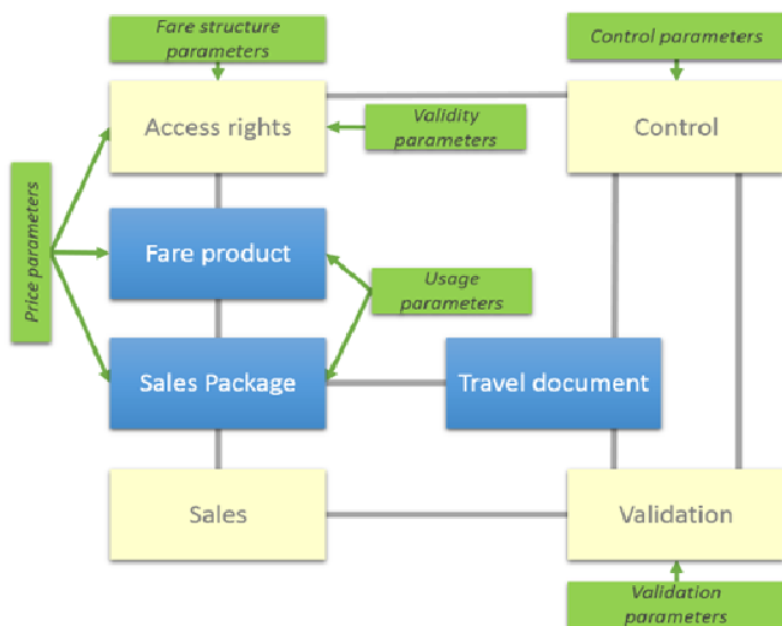 Fare structure
parameters
Control parameters
Access rights
Validity
parameters
Control
Price parameters
Fare product
Usage
parameters
Sales Package
Travel document
Sales
Validation
Validation
parameters